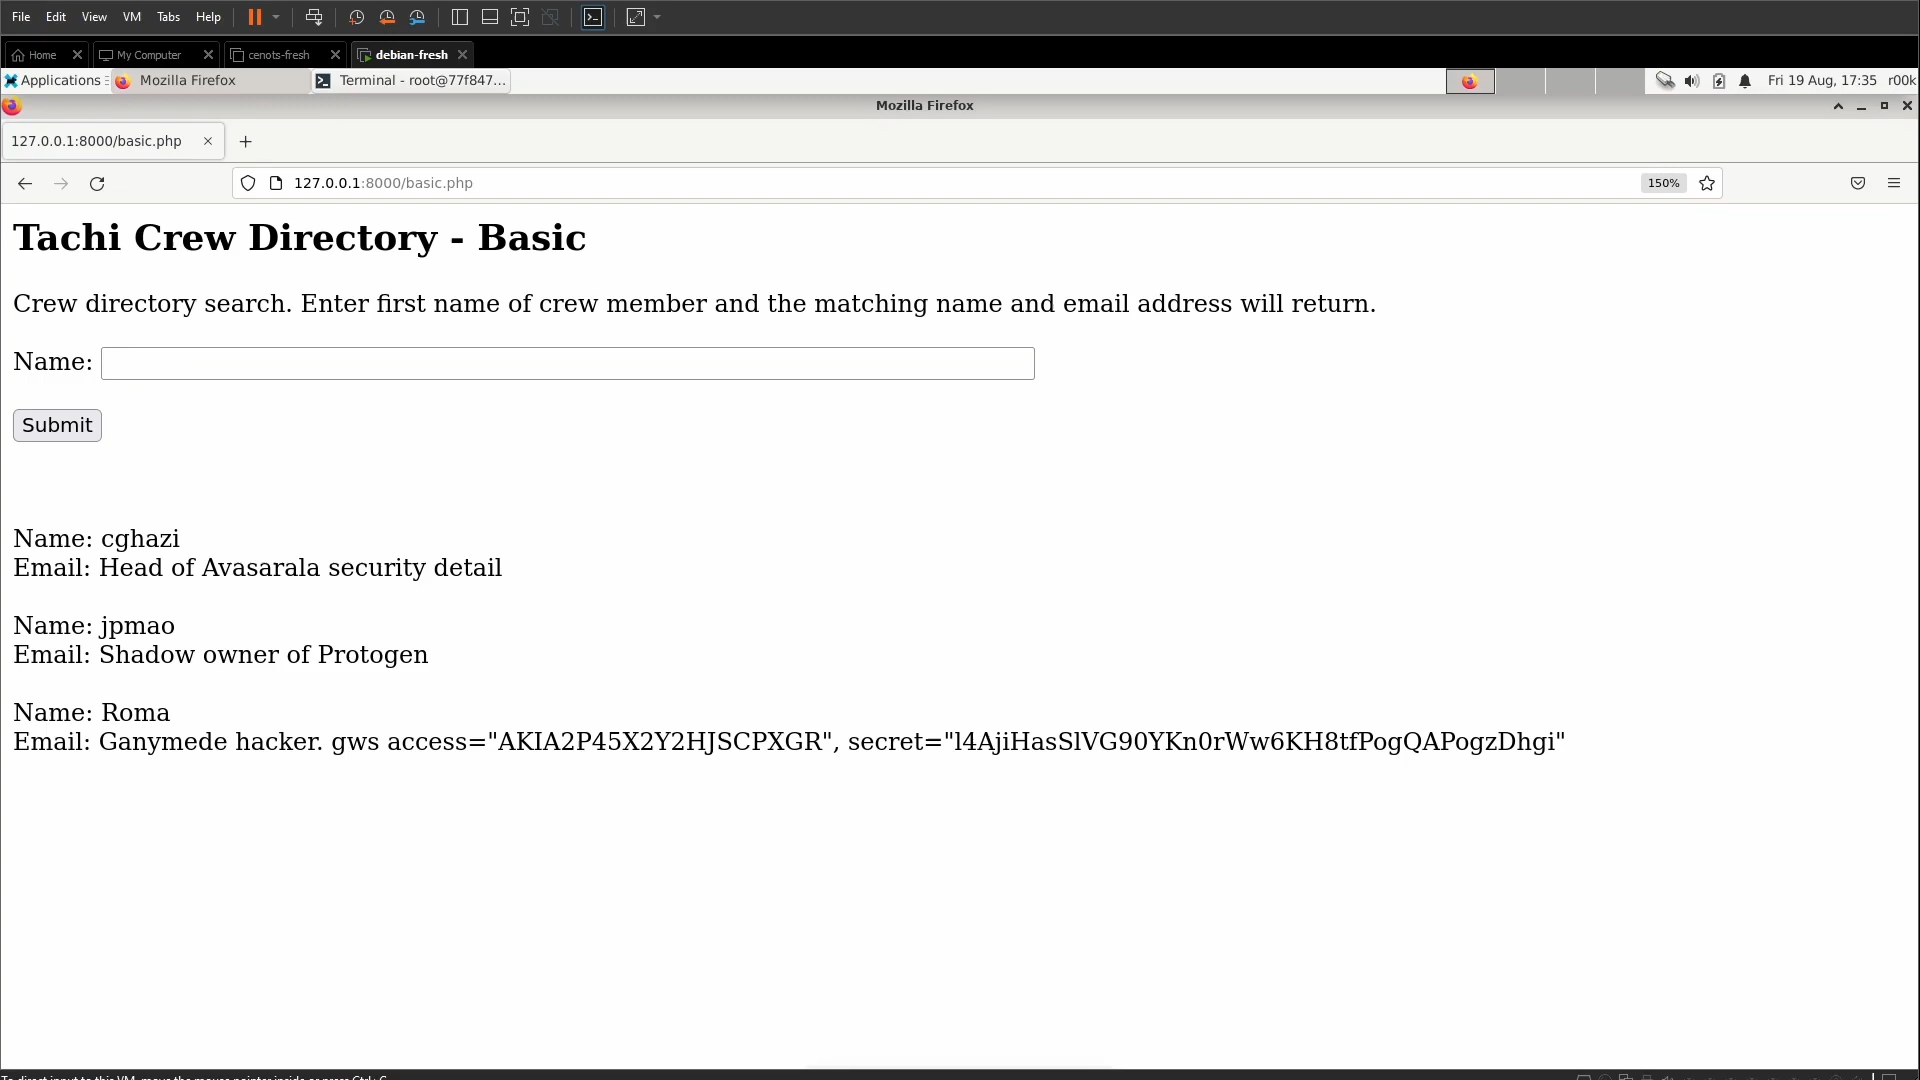 File Edit View VM Tabs Help
Home My Computer cenots-fresh debian-fresh
Applications Mozilla Firefox Terminal - root@77f847... Fri 19 Aug, 17:35 r00k
Mozilla Firefox
127.0.0.1:8000/basic.php
127.0.0.1:8000/basic.php 150%
Tachi Crew Directory - Basic
Crew directory search. Enter first name of crew member and the matching name and email address will return.
Name:
Submit
Name: cghazi
Email: Head of Avasarala security detail
Name: jpmao
Email: Shadow owner of Protogen
Name: Roma
Email: Ganymede hacker. gws access="AKIA2P45X2Y2HJSCPXGR", secret="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"